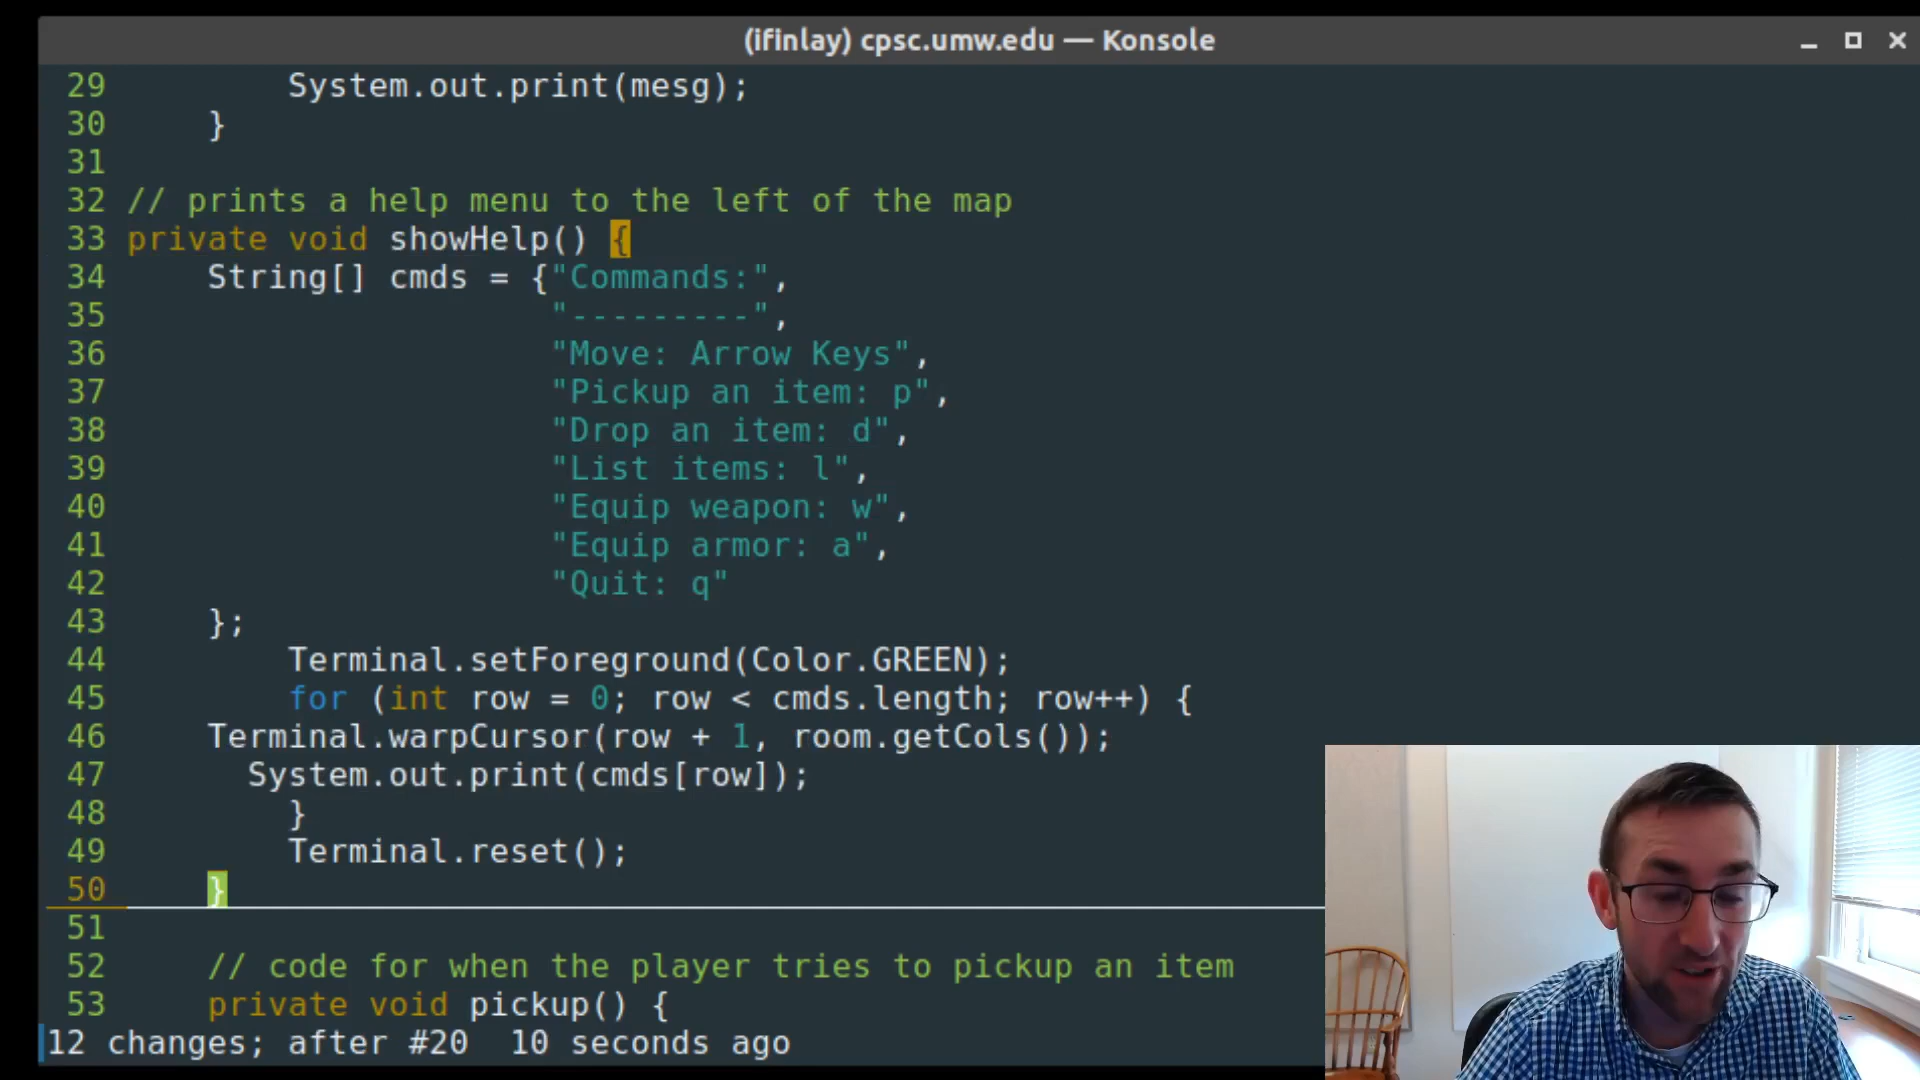 (ifinlay) cpsc.umw.edu — Konsole
29         System.out.print(mesg);
30     }
31
32 // prints a help menu to the left of the map
33 private void showHelp() {
34     String[] cmds = {"Commands:",
35                      "---------",
36                      "Move: Arrow Keys",
37                      "Pickup an item: p",
38                      "Drop an item: d",
39                      "List items: l",
40                      "Equip weapon: w",
41                      "Equip armor: a",
42                      "Quit: q"
43     };
44         Terminal.setForeground(Color.GREEN);
45         for (int row = 0; row < cmds.length; row++) {
46     Terminal.warpCursor(row + 1, room.getCols());
47       System.out.print(cmds[row]);
48         }
49         Terminal.reset();
50     }
51
52     // code for when the player tries to pickup an item
53     private void pickup() {
12 changes; after #20  10 seconds ago